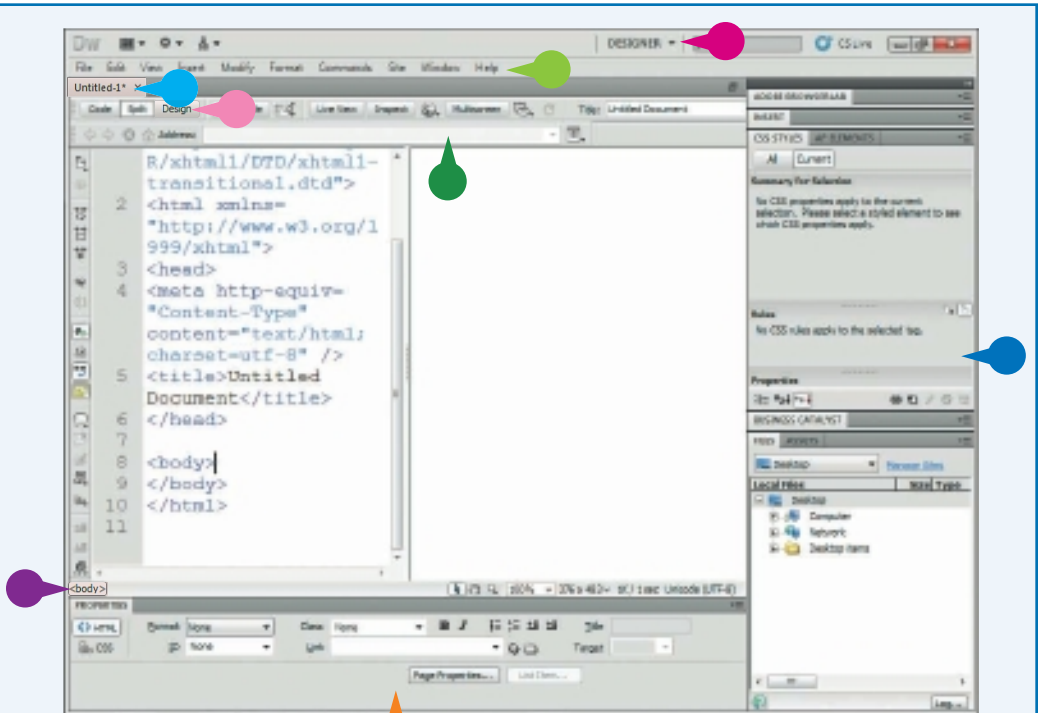 Dw DESIGNER CS Live
File Edit View Insert Modify Format Commands Site Window Help
Untitled-1* ×
Code Split Design Live View Inspect Multiscreen Title: Untitled Document
Address:
R/xhtml1/DTD/xhtml1-
transitional.dtd">
2 <html xmlns=
"http://www.w3.org/1
999/xhtml">
3 <head>
4 <meta http-equiv=
"Content-Type"
content="text/html;
charset=utf-8" />
5 <title>Untitled
Document</title>
6 </head>
7
8 <body>
9 </body>
10 </html>
11
<body> 100% 1 sec Unicode (UTF-8)
PROPERTIES
<> HTML Format None Class None Title
CSS ID None Link Target
Page Properties... List Item...
ADOBE BROWSERLAB
INSERT
CSS STYLES AP ELEMENTS
All Current
Summary for Selection
No CSS properties apply to the current
selection. Please select a styled element to see
which CSS properties apply.
Rules
No CSS rules apply to the selected tag.
Properties
BUSINESS CATALYST
FILES ASSETS
Desktop Manage Sites
Local Files Size Type
Desktop
Computer
Network
Desktop items
Log...